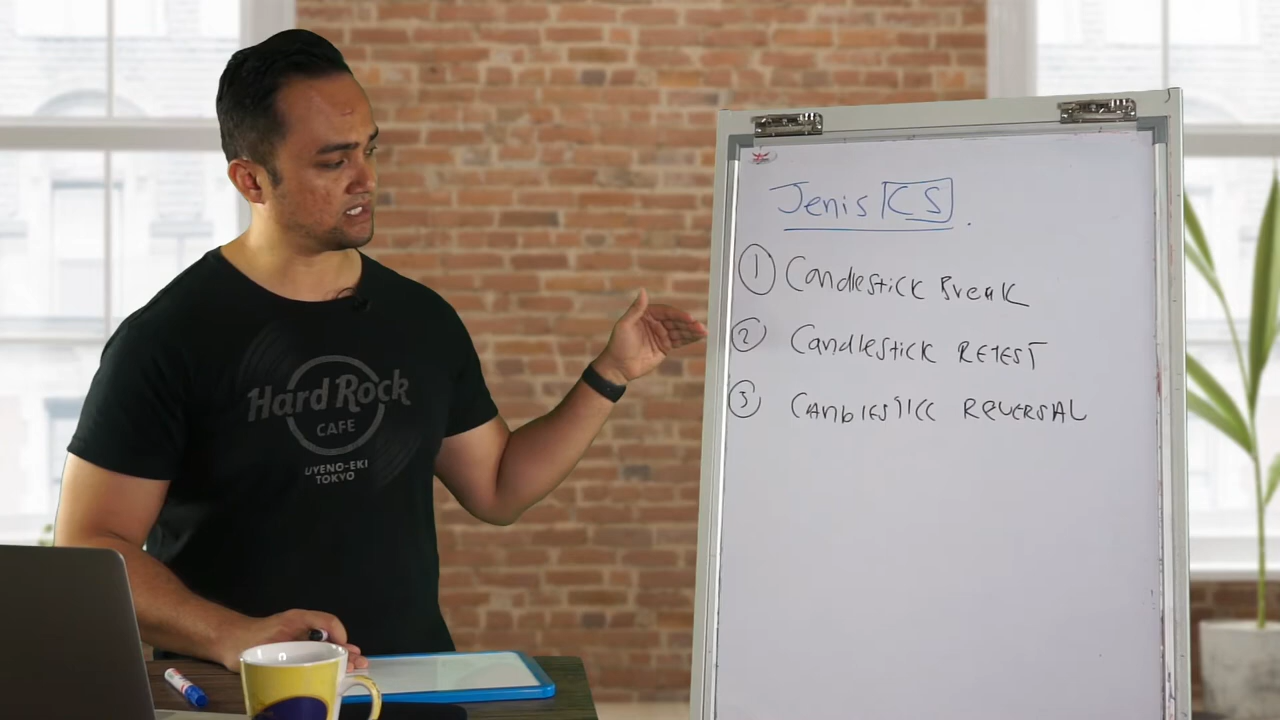 Jenis CS.
1 Candlestick Break
2 Candlestick RETEST
3 CANDLESTICK REVERSAL
Hard Rock
CAFE
UYENO-EKI
TOKYO